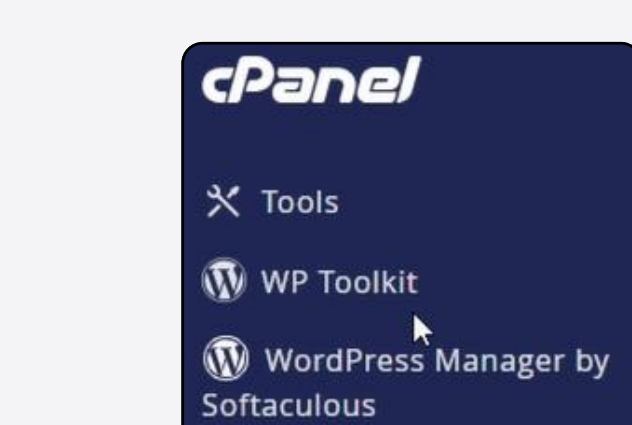 cPanel
Tools
WP Toolkit
WordPress Manager by
Softaculous